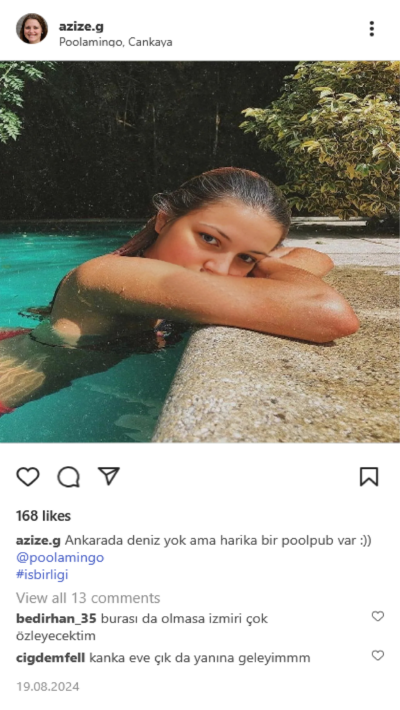 azize.g
Poolamingo, Cankaya
168 likes
azize.g Ankarada deniz yok ama harika bir poolpub var :))
@poolamingo
#isbirligi
View all 13 comments
bedirhan_35 burası da olmasa izmiri çok
özleyecektim
cigdemfell kanka eve çık da yanına geleyimmm
19.08.2024